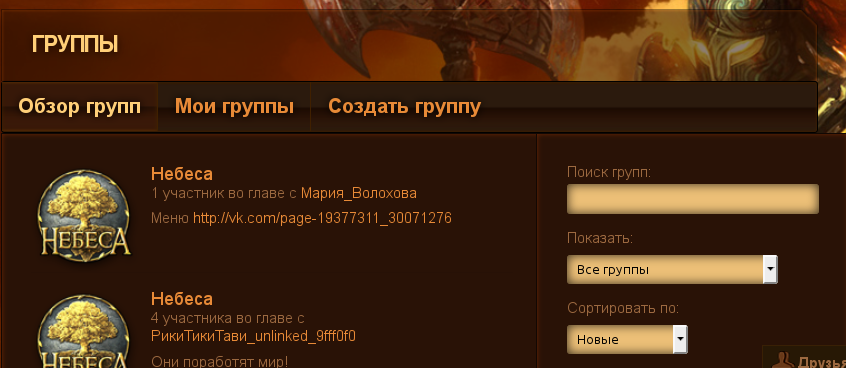 ГРУППЫ
Обзор групп
Мои группы
Создать группу
НЕБЕСА
Небеса
1 участник во главе с Мария_Волохова
Меню http://vk.com/page-19377311_30071276
НЕБЕСА
Небеса
4 участника во главе с
РикиТикиТави_unlinked_9fff0f0
Они поработят мир!
Поиск групп:
Показать:
Все группы
Сортировать по:
Новые
Друзья